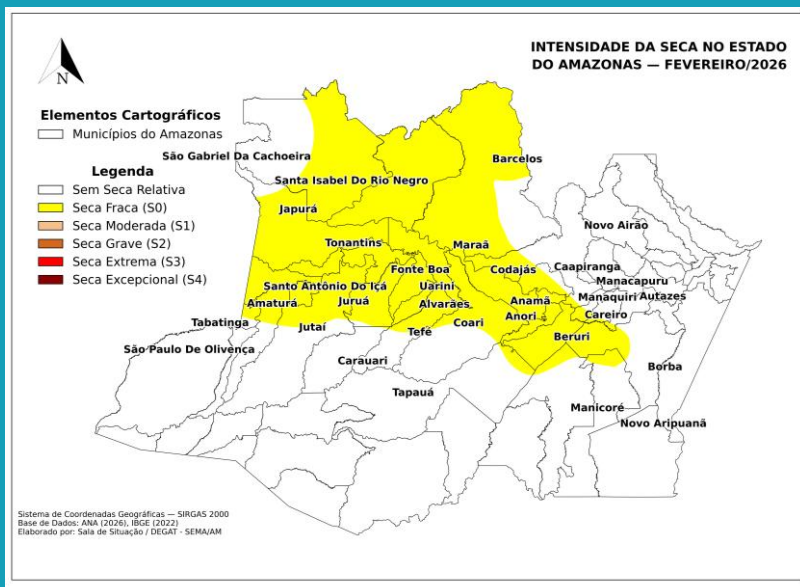 INTENSIDADE DA SECA NO ESTADO
DO AMAZONAS — FEVEREIRO/2026
N
Elementos Cartográficos
Municípios do Amazonas
Legenda
Sem Seca Relativa
Seca Fraca (S0)
Seca Moderada (S1)
Seca Grave (S2)
Seca Extrema (S3)
Seca Excepcional (S4)
São Gabriel Da Cachoeira
Barcelos
Santa Isabel Do Rio Negro
Japurá
Novo Airão
Tonantins
Maraã
Fonte Boa
Codajás
Caapiranga
Santo Antônio Do Içá
Uarini
Manacapuru
Amaturá
Juruá
Alvarães
Anamã
Manaquiri
Autazes
Tabatinga
Jutaí
Tefé
Coari
Anori
Careiro
Beruri
São Paulo De Olivença
Carauari
Borba
Tapauá
Manicoré
Novo Aripuanã
Sistema de Coordenadas Geográficas — SIRGAS 2000
Base de Dados: ANA (2026), IBGE (2022)
Elaborado por: Sala de Situação / DEGAT - SEMA/AM